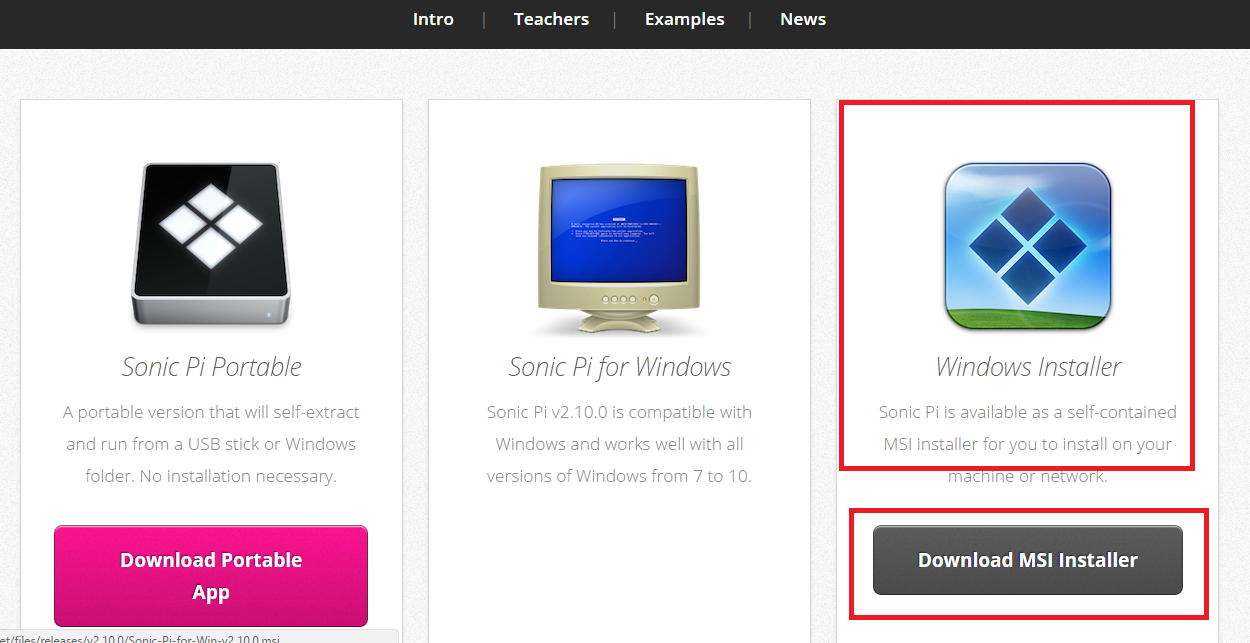 Intro | Teachers | Examples | News
Sonic Pi Portable
A portable version that will self-extract
and run from a USB stick or Windows
folder. No installation necessary.
Download Portable
App
Sonic Pi for Windows
Sonic Pi v2.10.0 is compatible with
Windows and works well with all
versions of Windows from 7 to 10.
Windows Installer
Sonic Pi is available as a self-contained
MSI installer for you to install on your
machine or network.
Download MSI Installer
et/files/releases/v2.10.0/Sonic-Pi-for-Win-v2.10.0.msi